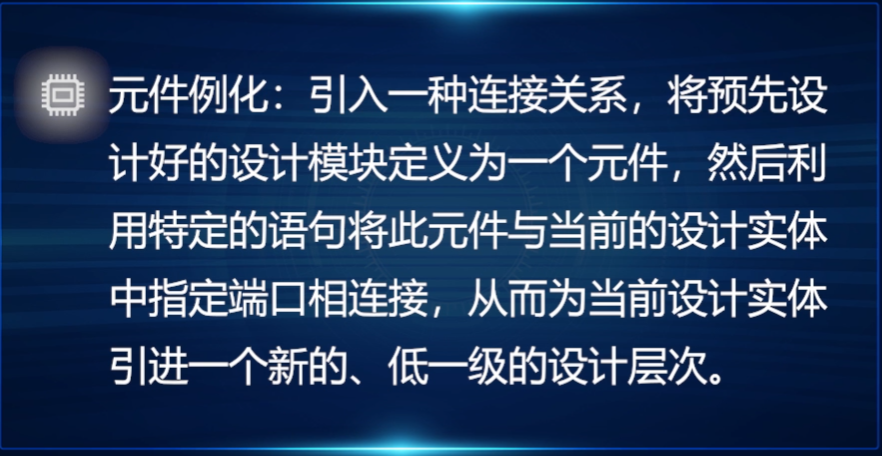 元件例化：引入一种连接关系，将预先设
计好的设计模块定义为一个元件，然后利
用特定的语句将此元件与当前的设计实体
中指定端口相连接，从而为当前设计实体
引进一个新的、低一级的设计层次。